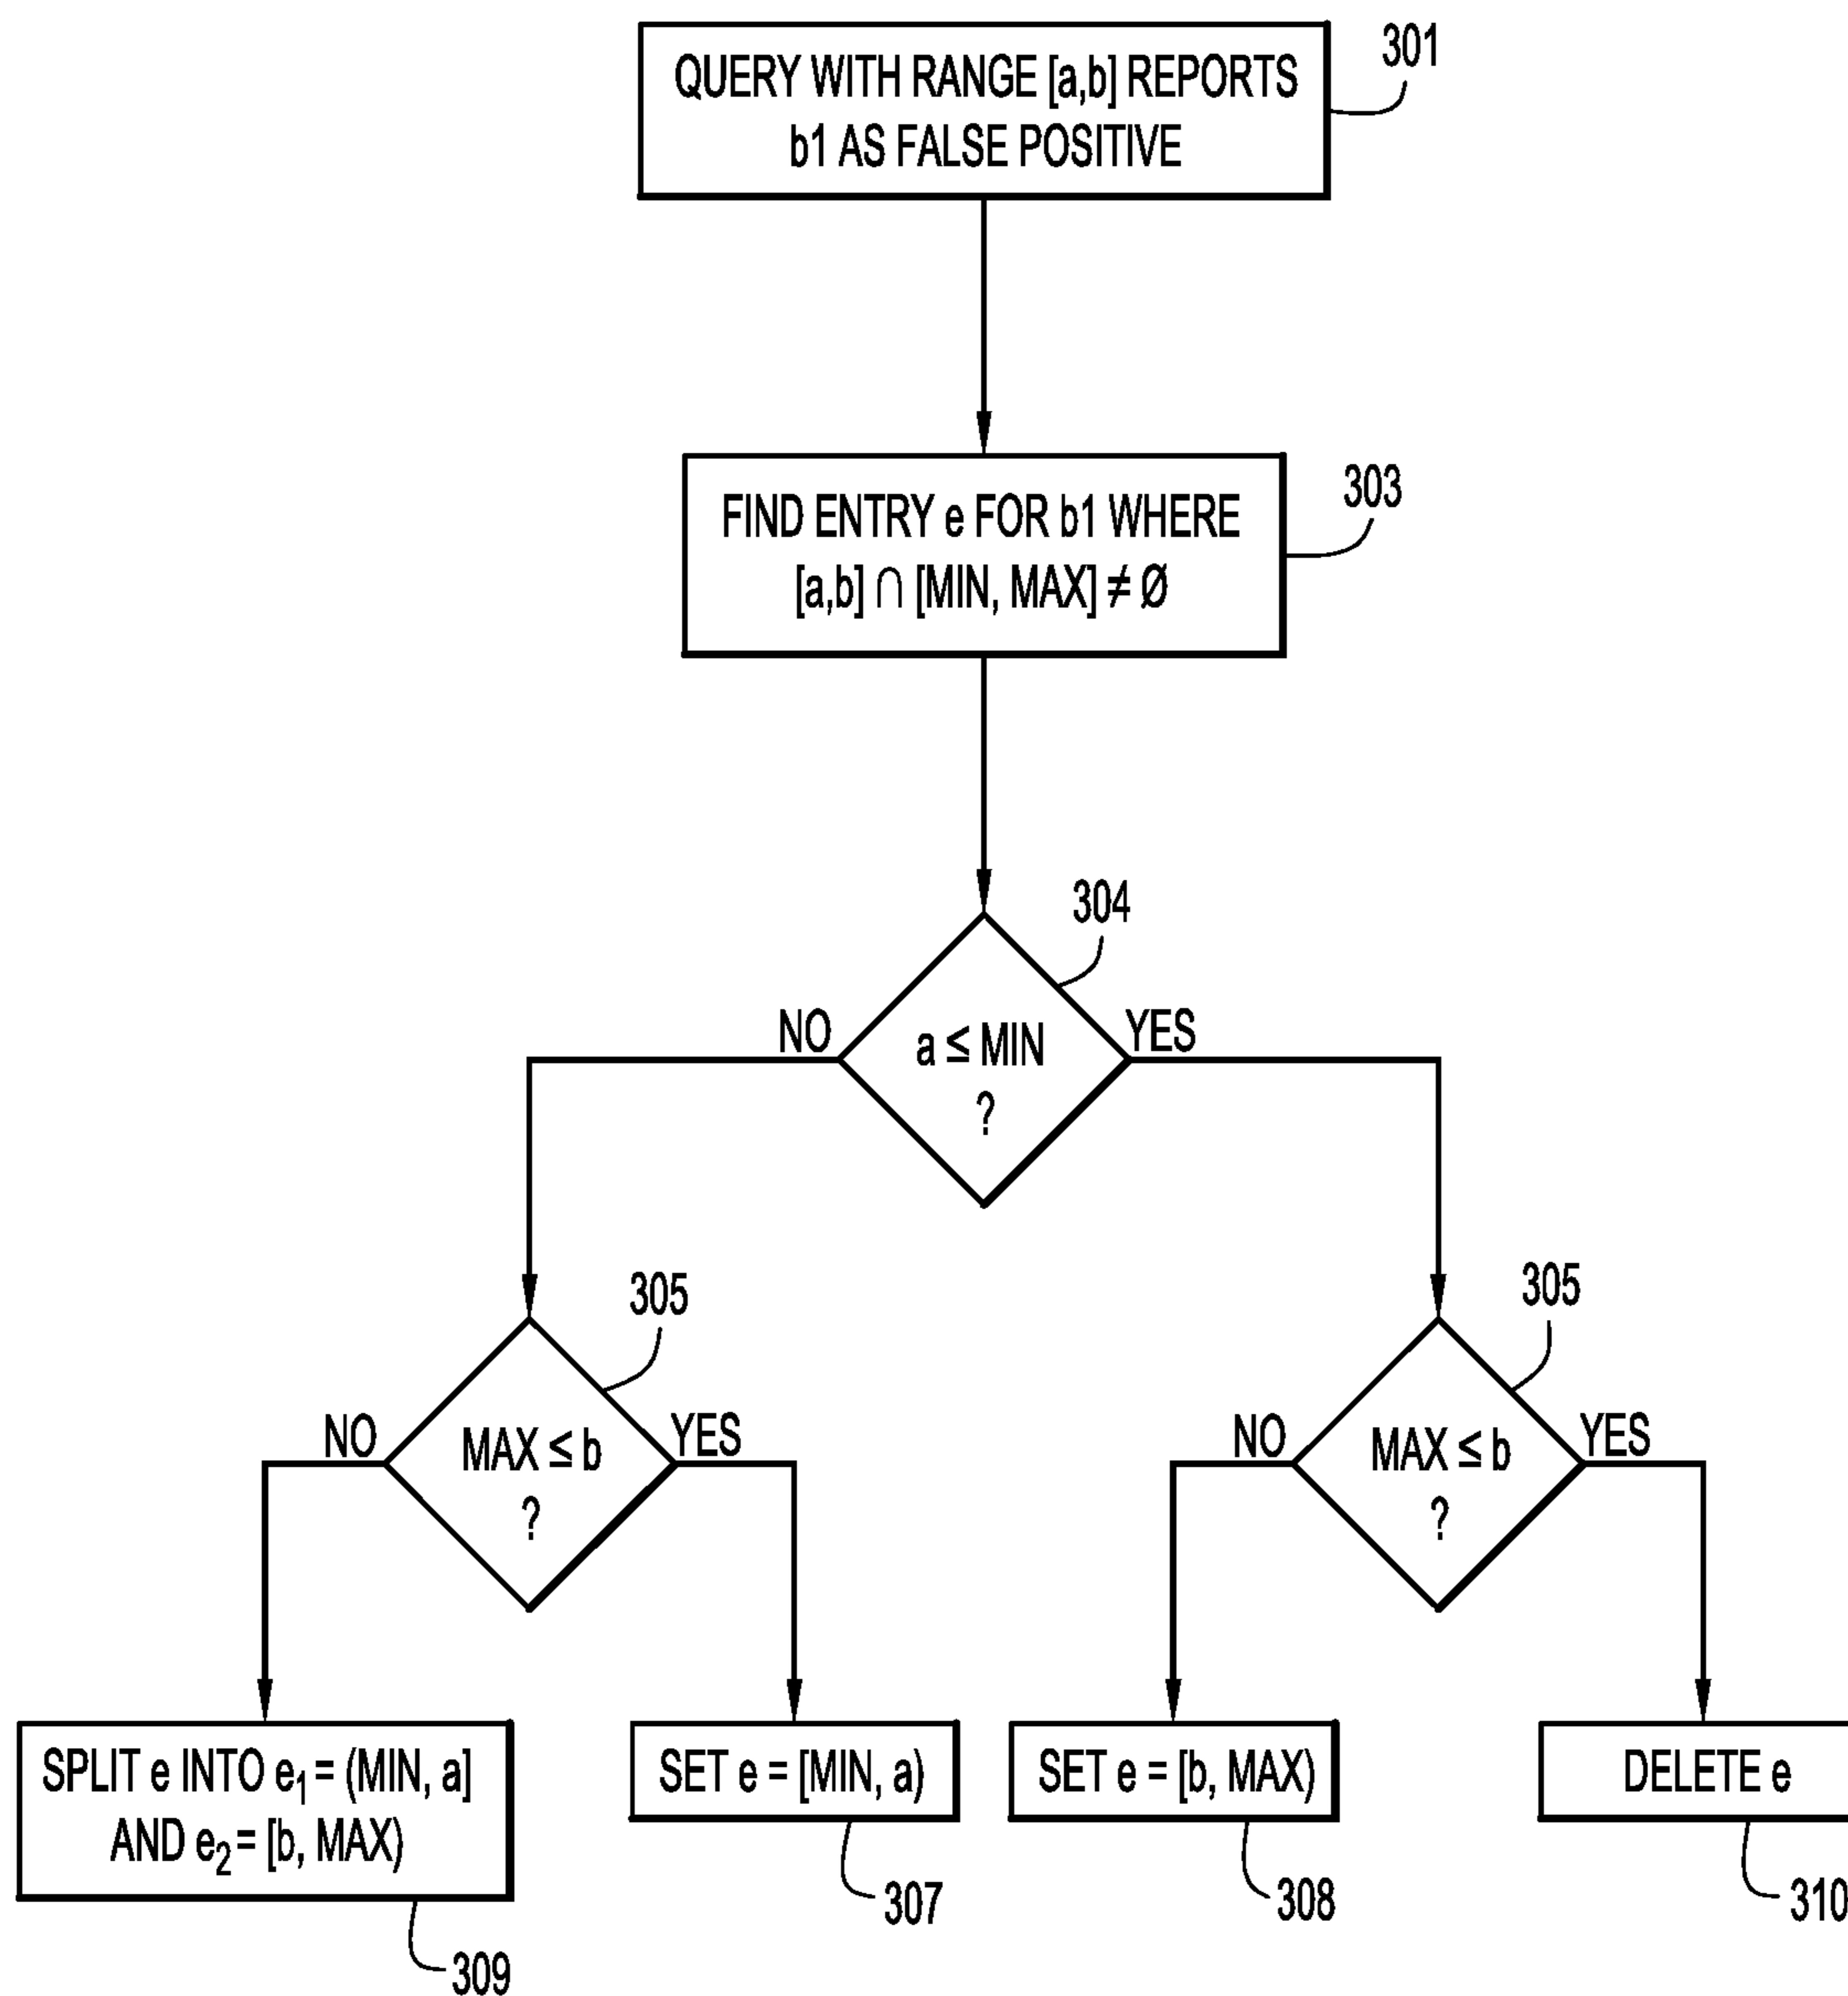 QUERY WITH RANGE [a,b] REPORTS
b1 AS FALSE POSITIVE
301
FIND ENTRY e FOR b1 WHERE
[a,b] ∩ [MIN, MAX] ≠ Ø
303
304
NO
a ≤ MIN
?
YES
305
NO
MAX ≤ b
?
YES
305
NO
MAX ≤ b
?
YES
SPLIT e INTO e₁ = (MIN, a]
AND e₂ = [b, MAX)
309
SET e = [MIN, a)
307
SET e = [b, MAX)
308
DELETE e
310